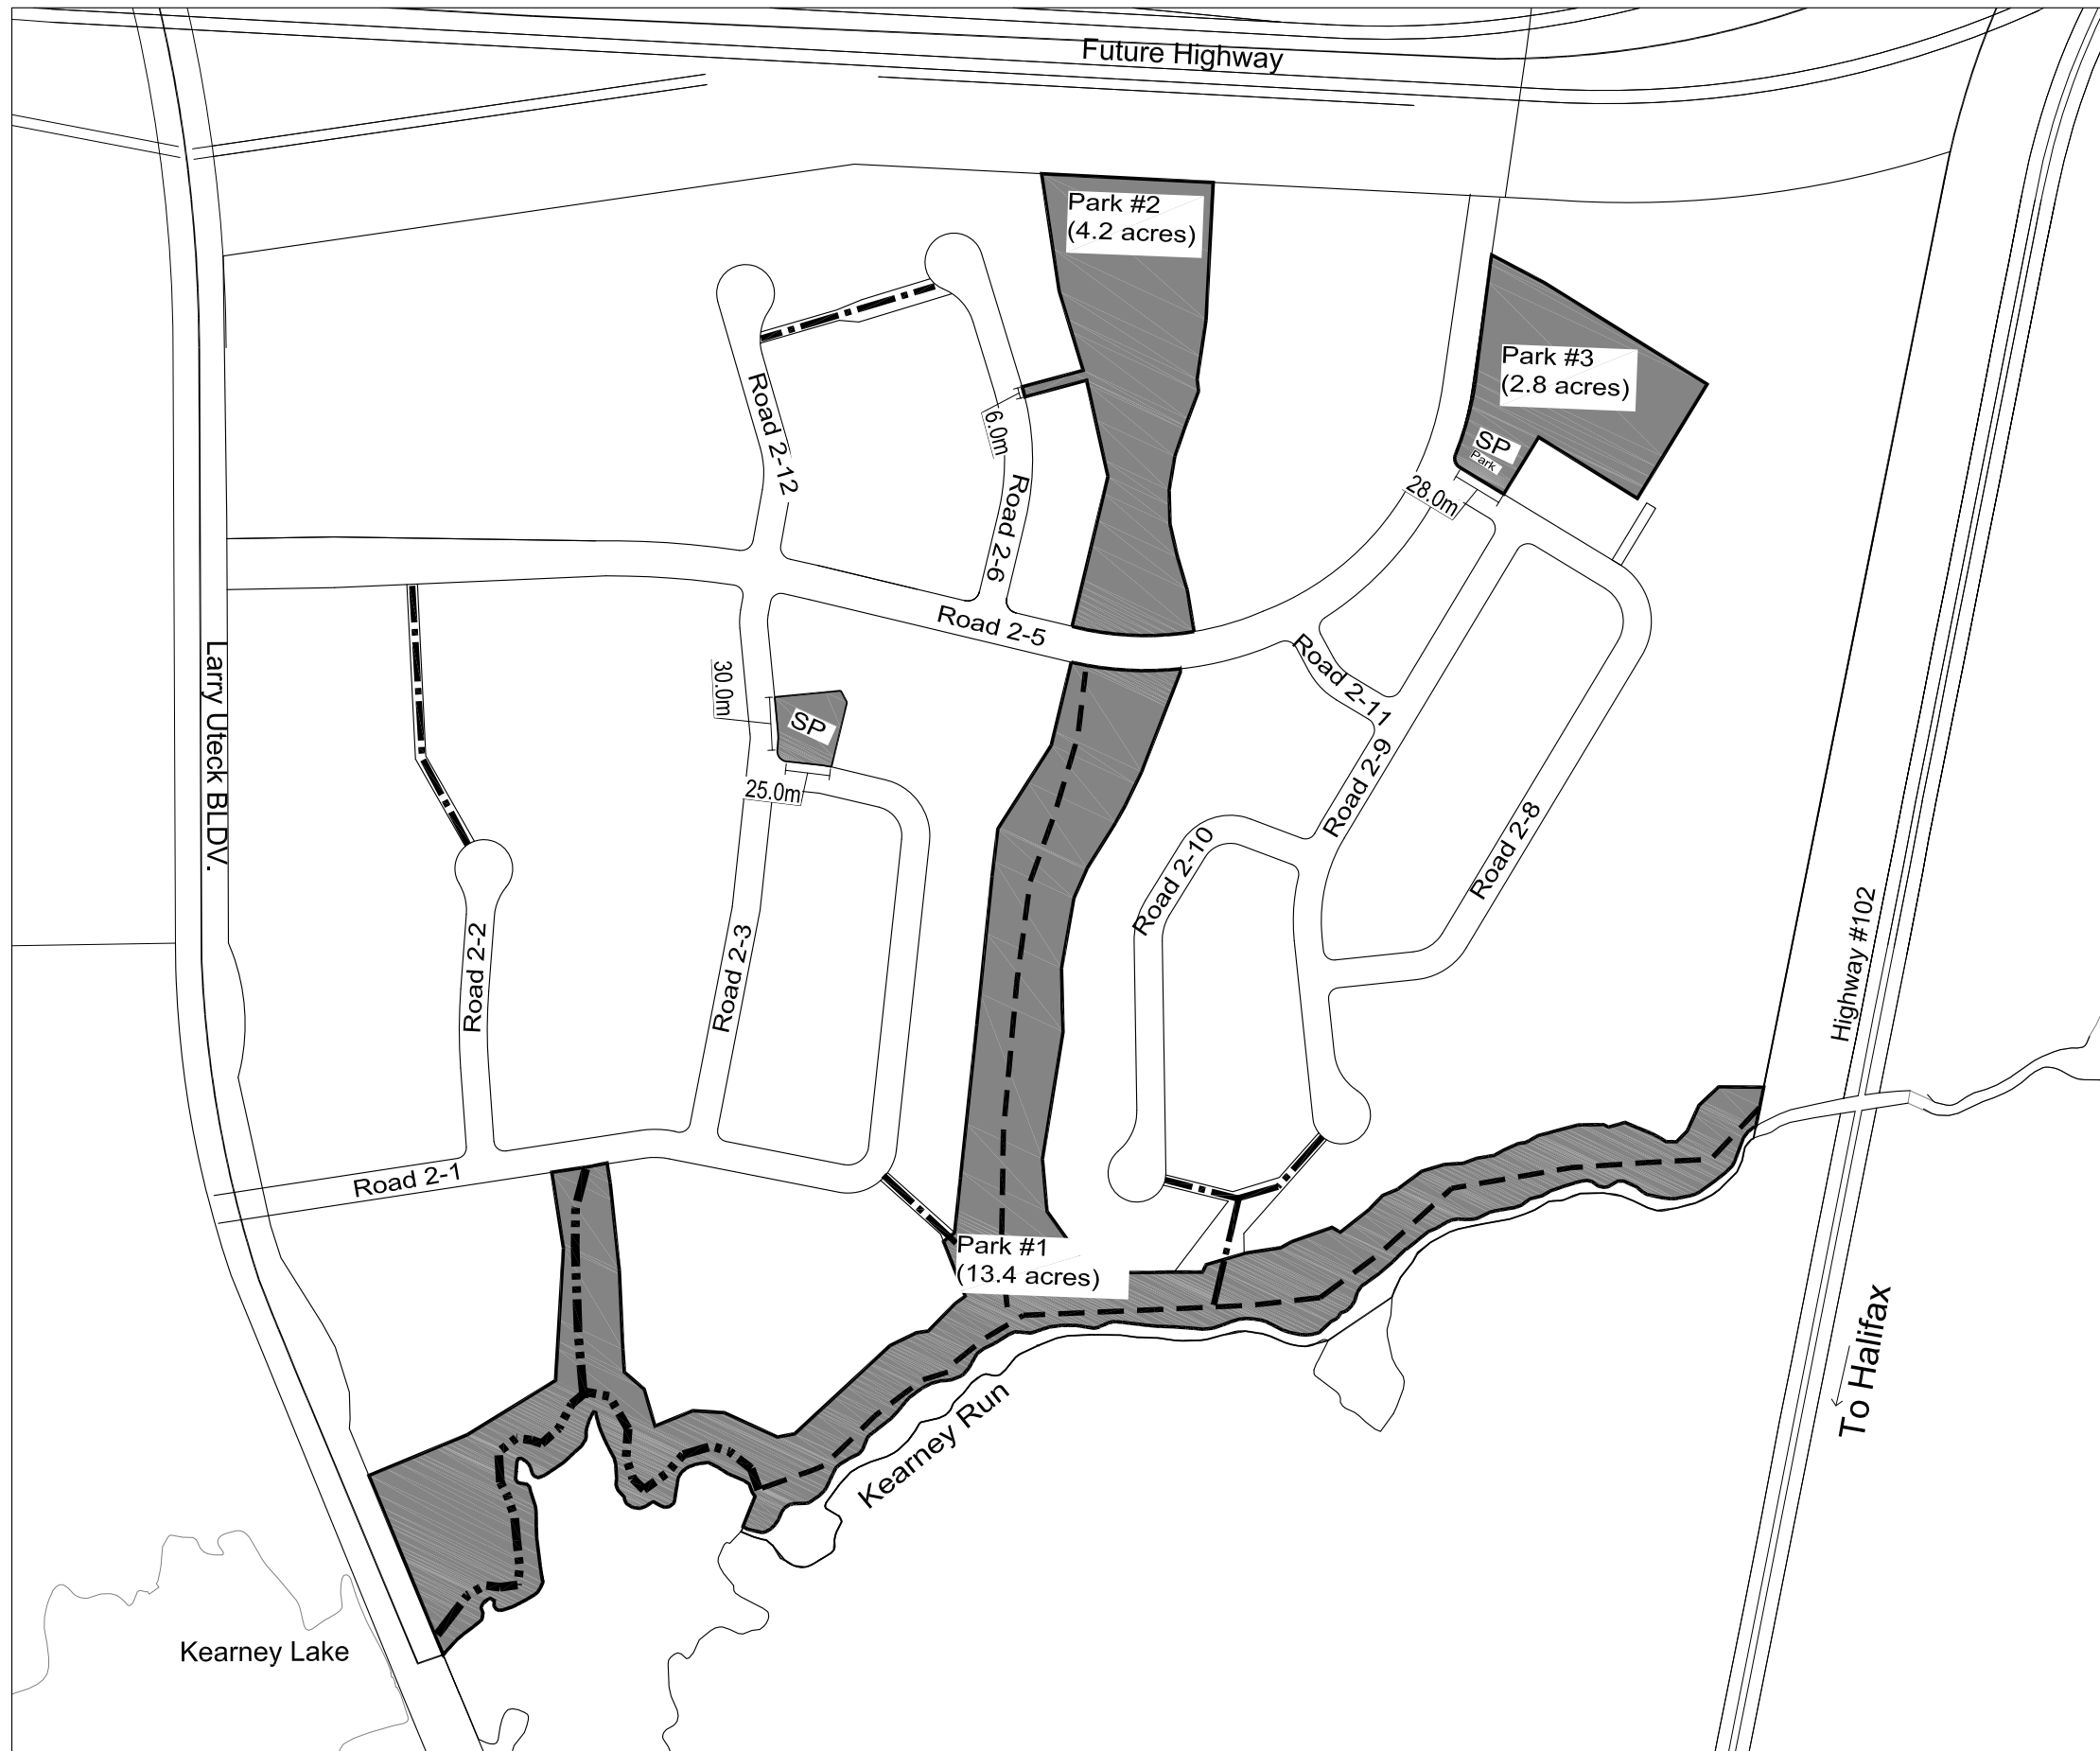 Future Highway
Park #2
(4.2 acres)
Park #3
(2.8 acres)
SP
Park
28.0m
6.0m
Road 2-12
Road 2-6
Road 2-5
Road 2-11
30.0m
SP
25.0m
Larry Uteck BLDV.
Road 2-9
Road 2-8
Road 2-10
Road 2-2
Road 2-3
Highway #102
Road 2-1
Park #1
(13.4 acres)
To Halifax
Kearney Run
Kearney Lake